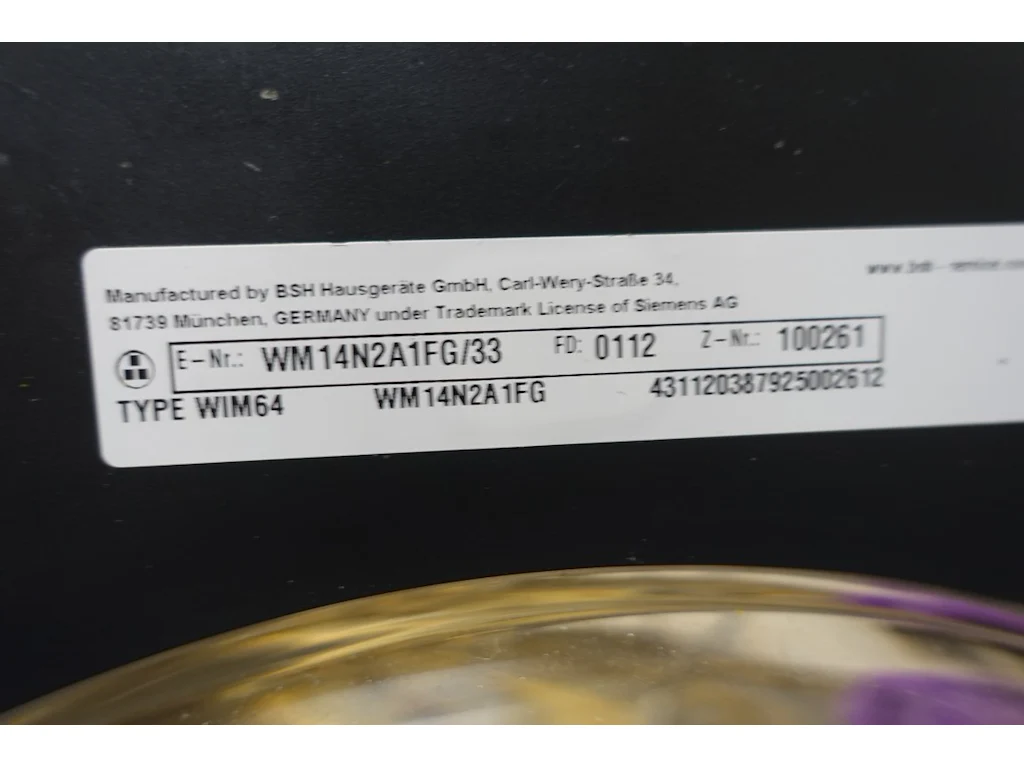 Manufactured by BSH Hausgeräte GmbH, Carl-Wery-Straße 34,
81739 München, GERMANY under Trademark License of Siemens AG
E-Nr.: WM14N2A1FG/33 FD: 0112 Z-Nr.: 100261
TYPE WIM64 WM14N2A1FG 431120387925002612